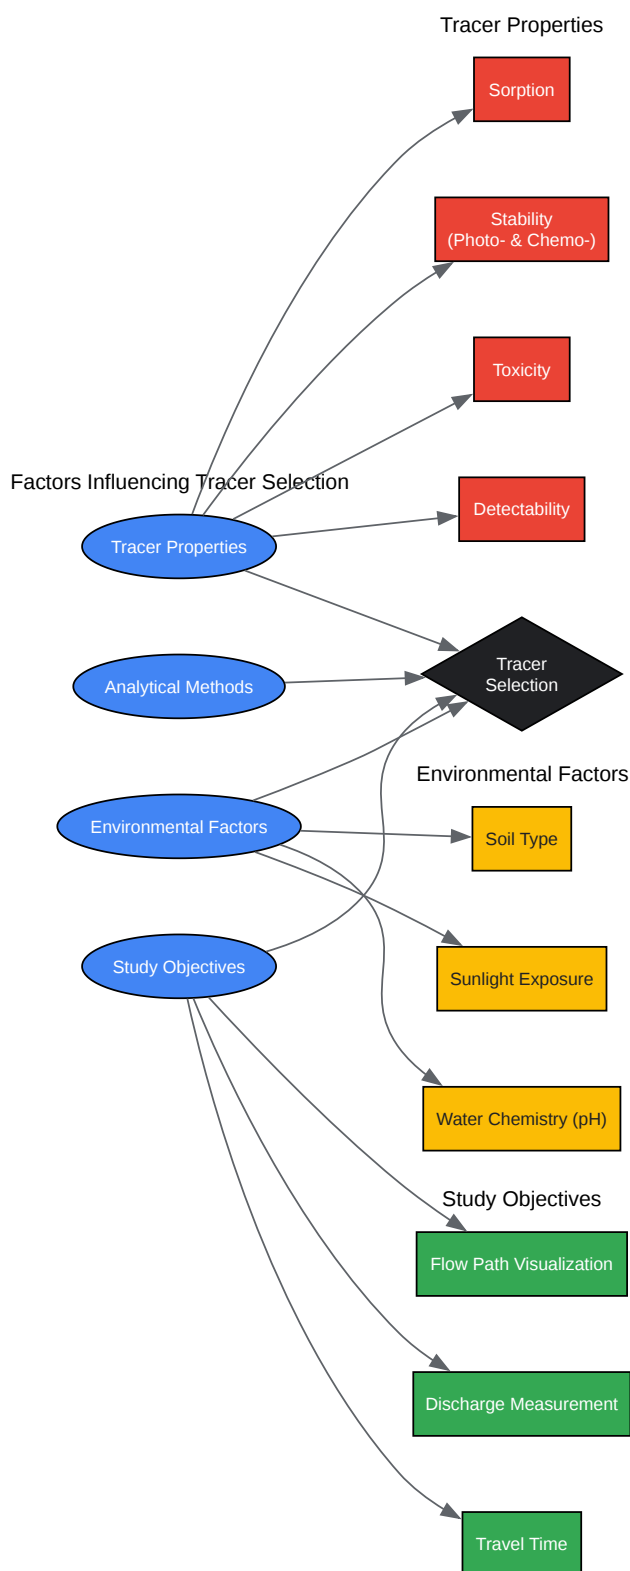 Tracer Properties
Sorption
Stability
(Photo- & Chemo-)
Toxicity
Factors Influencing Tracer Selection
Detectability
Tracer Properties
Tracer
Selection
Analytical Methods
Environmental Factors
Environmental Factors
Soil Type
Study Objectives
Sunlight Exposure
Water Chemistry (pH)
Study Objectives
Flow Path Visualization
Discharge Measurement
Travel Time